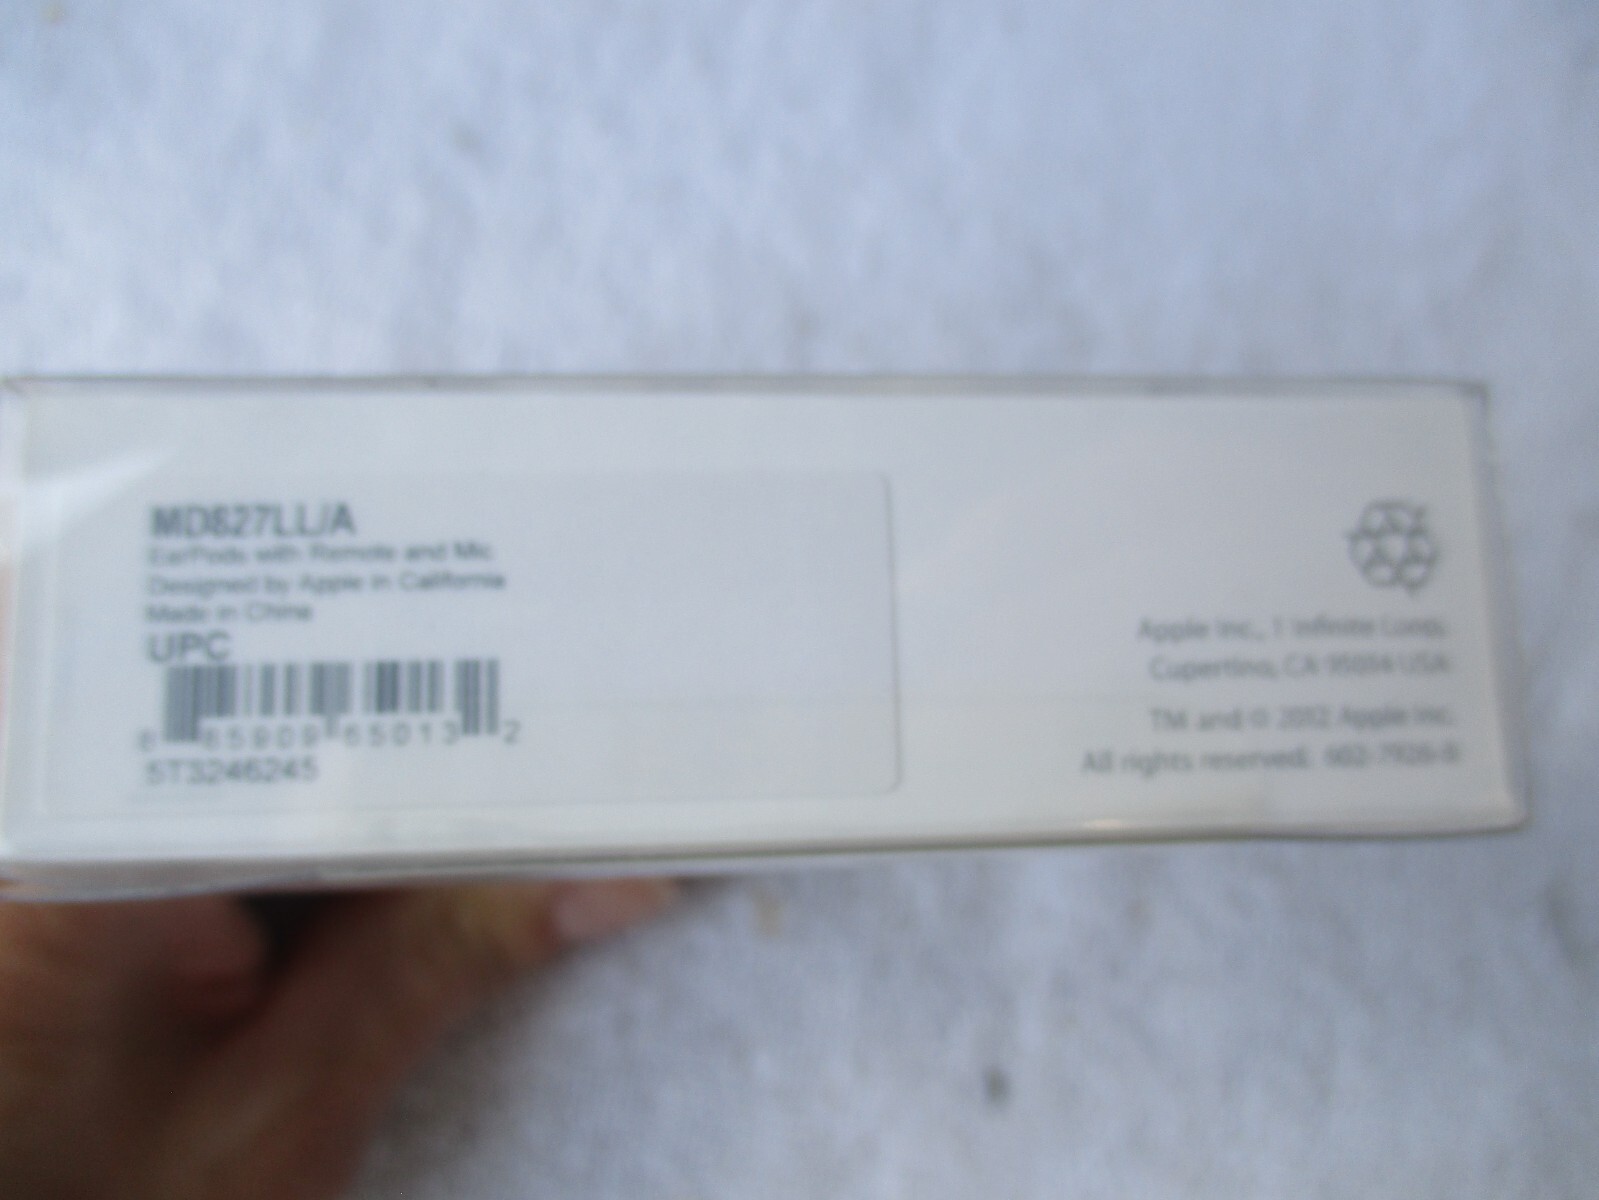 MD827LL/A
EarPods with Remote and Mic
Designed by Apple in California
Made in China
UPC
8 85909 65013 2
5T3246245
Apple Inc., 1 Infinite Loop,
Cupertino, CA 95014 USA
TM and © 2012 Apple Inc.
All rights reserved.